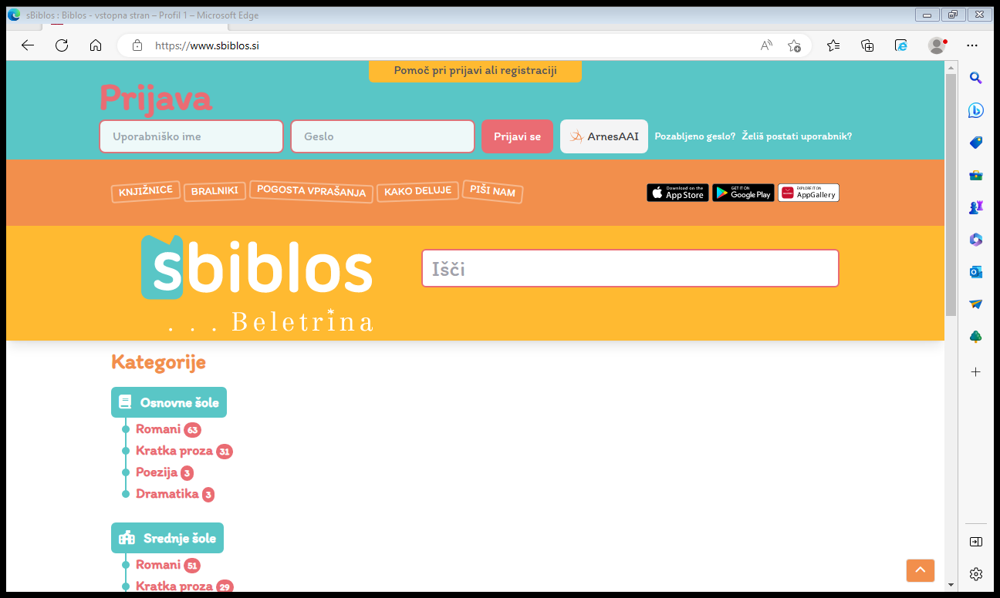 sBiblos : Biblos - vstopna stran – Profil 1 – Microsoft Edge
https://www.sbiblos.si
Pomoč pri prijavi ali registraciji
Prijava
Uporabniško ime
Geslo
Prijavi se
ArnesAAI
Pozabljeno geslo?
Želiš postati uporabnik?
KNJIŽNICE
BRALNIKI
POGOSTA VPRAŠANJA
KAKO DELUJE
PIŠI NAM
Download on the
App Store
GET IT ON
Google Play
EXPLORE IT ON
AppGallery
sbiblos
Išči
. . . Beletrina
Kategorije
Osnovne šole
Romani 63
Kratka proza 31
Poezija 3
Dramatika 3
Srednje šole
Romani 51
Kratka proza 29